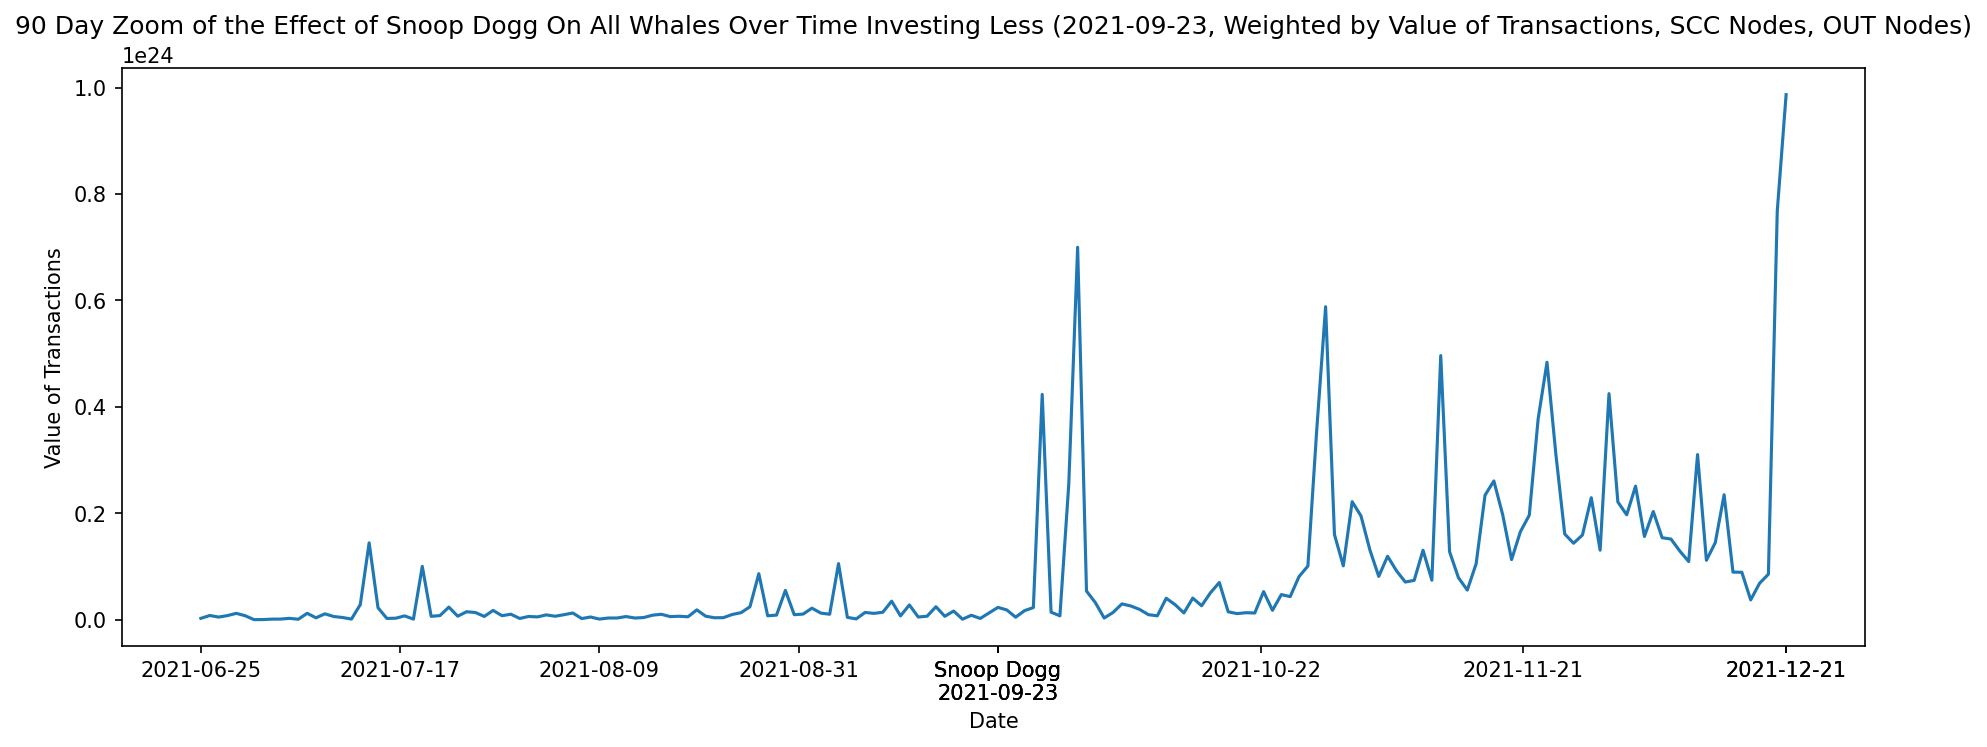 90 Day Zoom of the Effect of Snoop Dogg On All Whales Over Time Investing Less (2021-09-23, Weighted by Value of Transactions, SCC Nodes, OUT Nodes)
1e24
1.0
0.8
0.6
0.4
0.2
0.0
Value of Transactions
2021-06-25
2021-07-17
2021-08-09
2021-08-31
Snoop Dogg
2021-09-23
2021-10-22
2021-11-21
2021-12-21
Date